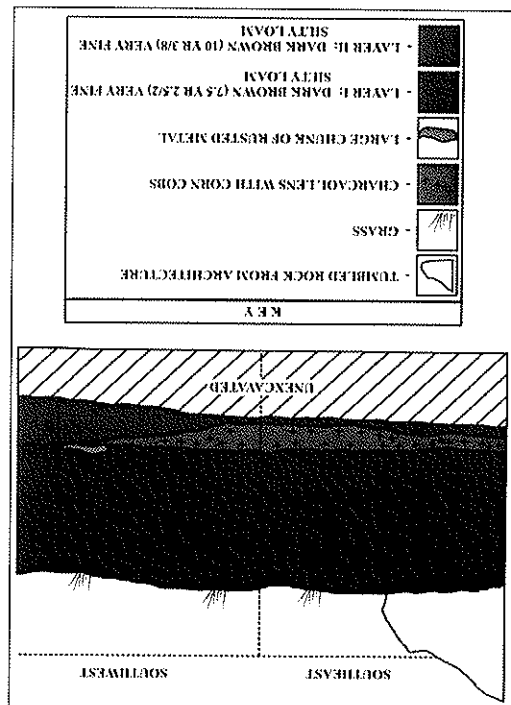 SOUTHEAST
SOUTHWEST
UNEXCAVATED
KEY
- TUMBLED ROCK FROM ARCHITECTURE
- GRASS
- CHARCAOL LENS WITH CORN COBS
- LARGE CHUNK OF RUSTED METAL
- LAYER I: DARK BROWN (7.5 YR 2.5/2) VERY FINE
SILTY LOAM
- LAYER II: DARK BROWN (10 YR 3/8) VERY FINE
SILTY LOAM